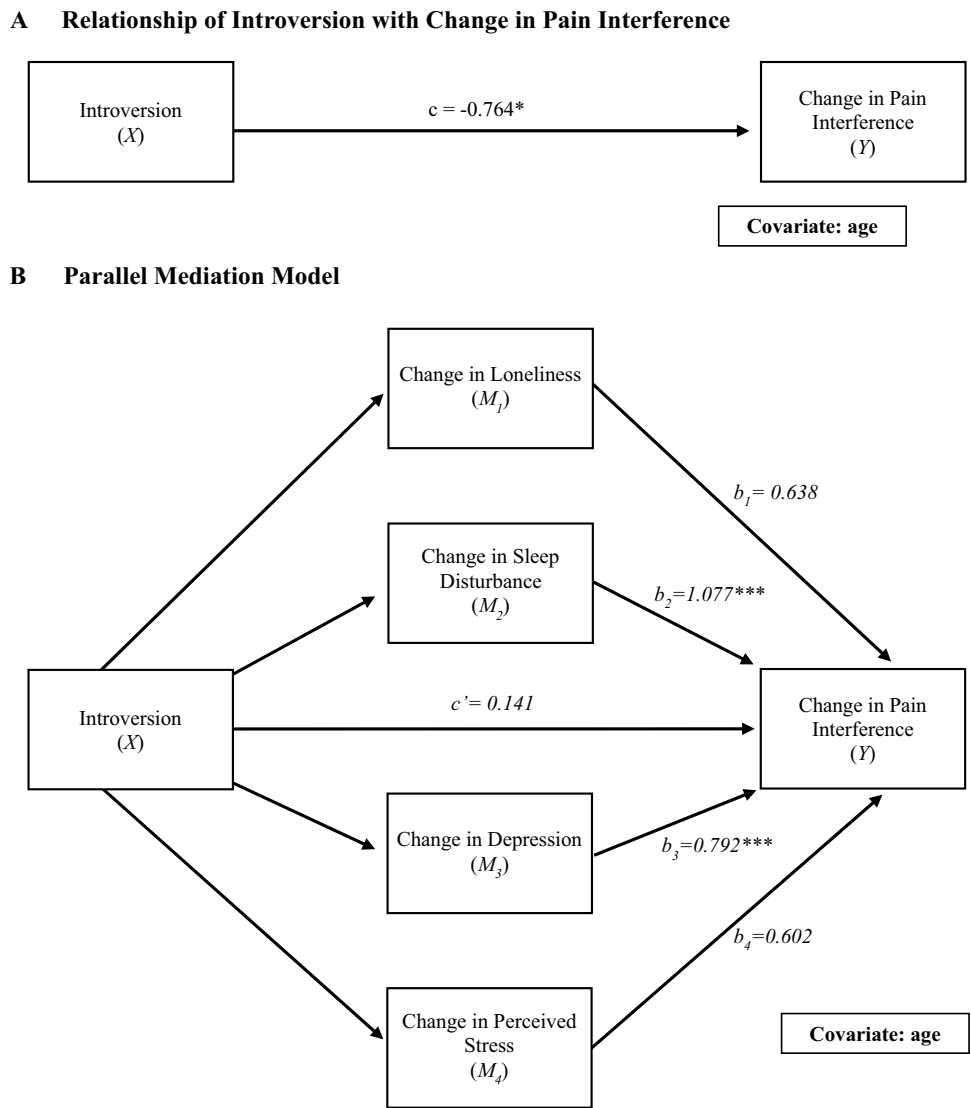 A Relationship of Introversion with Change in Pain Interference
Introversion
(X)
c = -0.764*
Change in Pain
Interference
(Y)
Covariate: age
B Parallel Mediation Model
Change in Loneliness
(M1)
b1= 0.638
Change in Sleep
Disturbance
(M2)
b2=1.077***
Introversion
(X)
c’= 0.141
Change in Pain
Interference
(Y)
Change in Depression
(M3)
b3=0.792***
b4=0.602
Change in Perceived
Stress
(M4)
Covariate: age